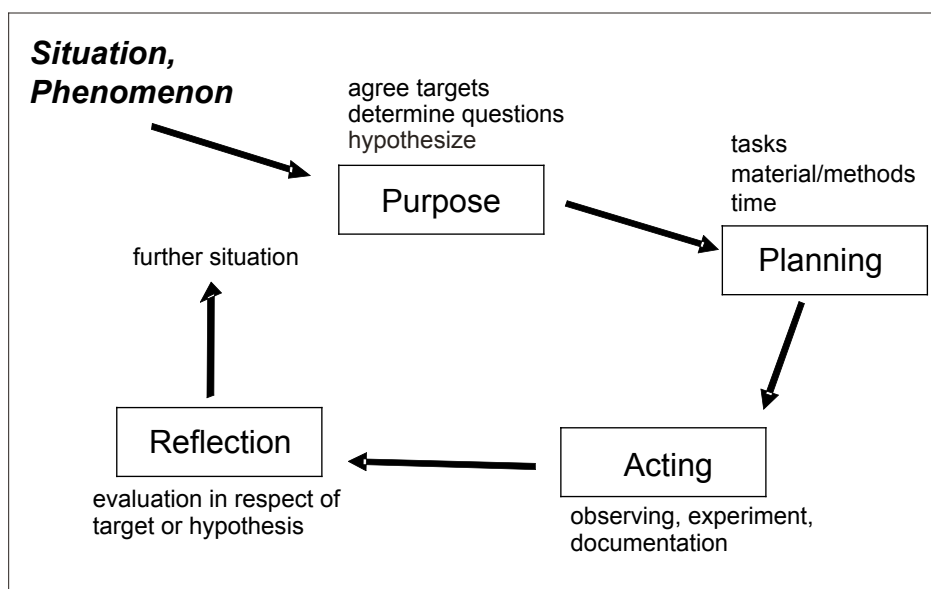 Situation,
Phenomenon
agree targets
determine questions
hypothesize
Purpose
tasks
material/methods
time
Planning
further situation
Reflection
evaluation in respect of
target or hypothesis
Acting
observing, experiment,
documentation